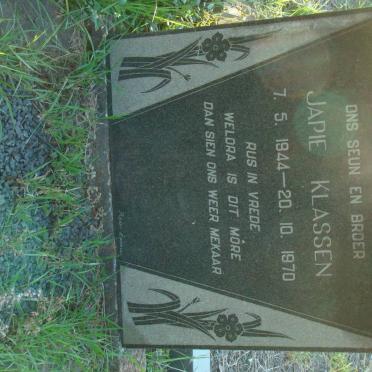 ONS SEUN EN BROER
JAPIE KLASSEN
7. 5. 1944—20. 10. 1970
RUS IN VREDE
WELDRA IS DIT MÔRE
DAN SIEN ONS WEER MEKAAR